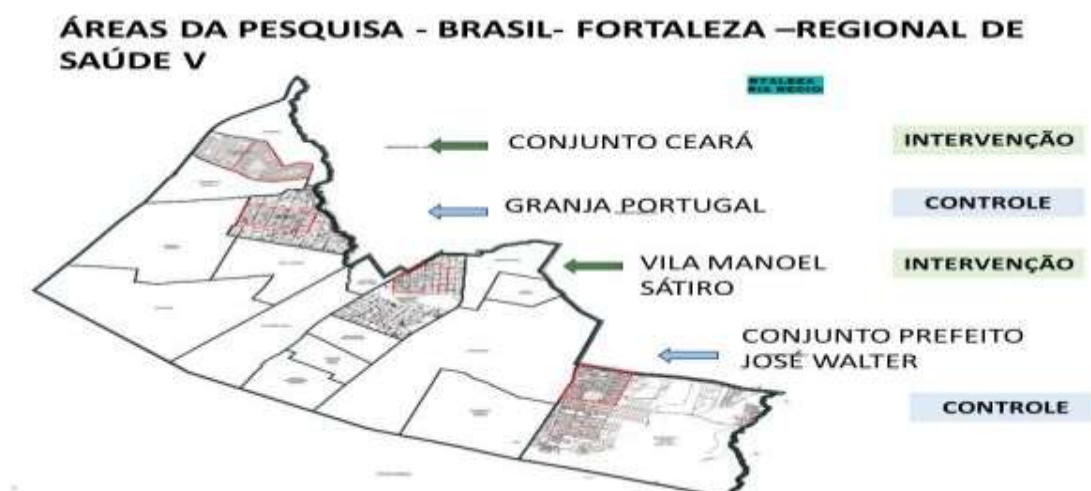 ÁREAS DA PESQUISA - BRASIL- FORTALEZA –REGIONAL DE
SAÚDE V
CONJUNTO CEARÁ
INTERVENÇÃO
GRANJA PORTUGAL
CONTROLE
VILA MANOEL
SÁTIRO
INTERVENÇÃO
CONJUNTO PREFEITO
JOSÉ WALTER
CONTROLE